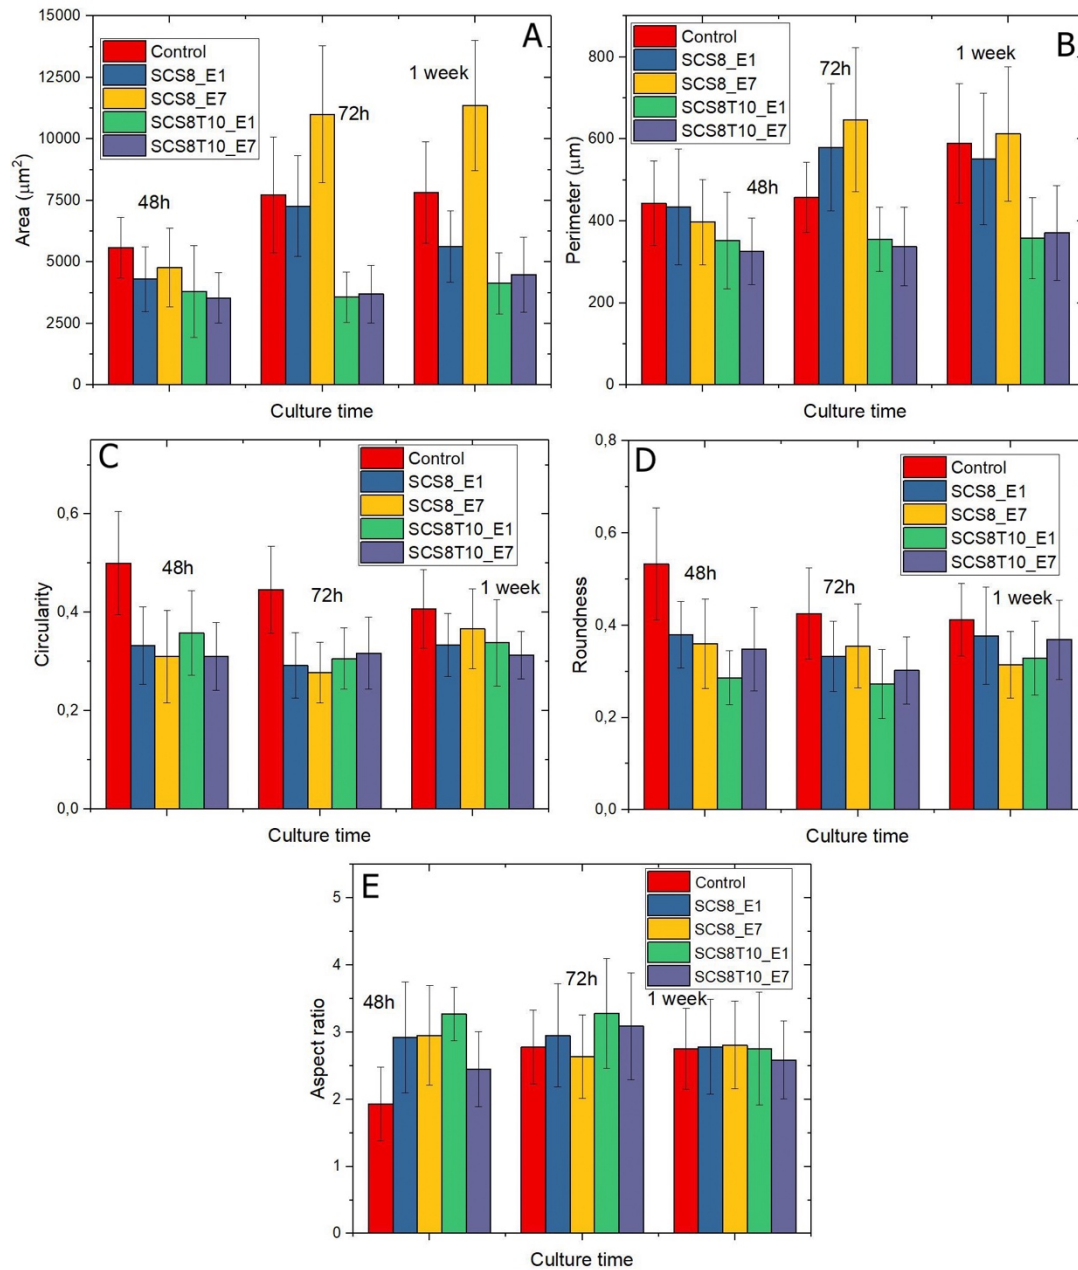 15000
12500
10000
7500
5000
2500
0
Area (μm²)
A
Control
SCS8_E1
SCS8_E7
SCS8T10_E1
SCS8T10_E7
48h
72h
1 week
Culture time
800
600
400
200
0
Perimeter (μm)
B
Control
SCS8_E1
SCS8_E7
SCS8T10_E1
SCS8T10_E7
48h
72h
1 week
Culture time
0,6
0,4
0,2
0,0
Circularity
C
Control
SCS8_E1
SCS8_E7
SCS8T10_E1
SCS8T10_E7
48h
72h
1 week
Culture time
0,8
0,6
0,4
0,2
0,0
Roundness
D
Control
SCS8_E1
SCS8_E7
SCS8T10_E1
SCS8T10_E7
48h
72h
1 week
Culture time
5
4
3
2
1
0
Aspect ratio
E
Control
SCS8_E1
SCS8_E7
SCS8T10_E1
SCS8T10_E7
48h
72h
1 week
Culture time